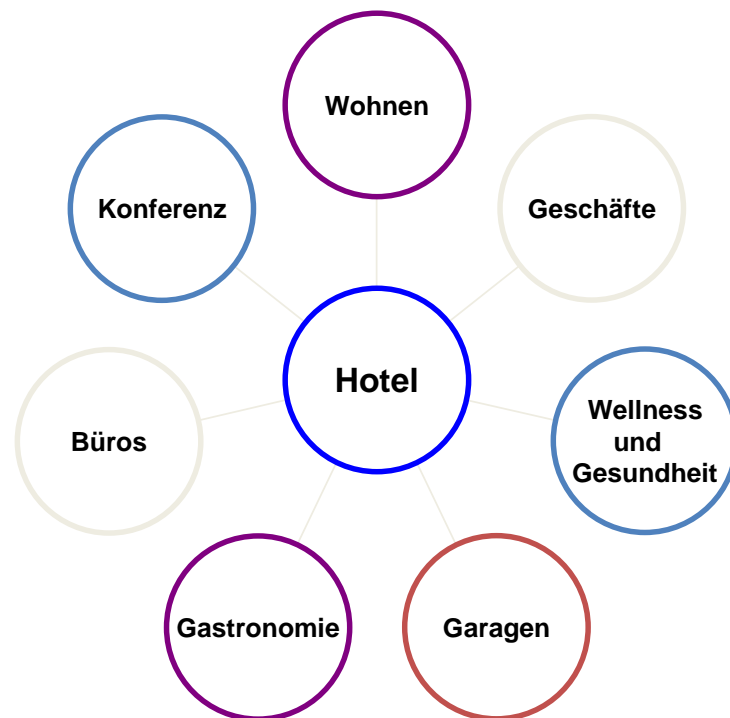 Wohnen
Konferenz
Geschäfte
Hotel
Wellness
und
Gesundheit
Büros
Gastronomie
Garagen